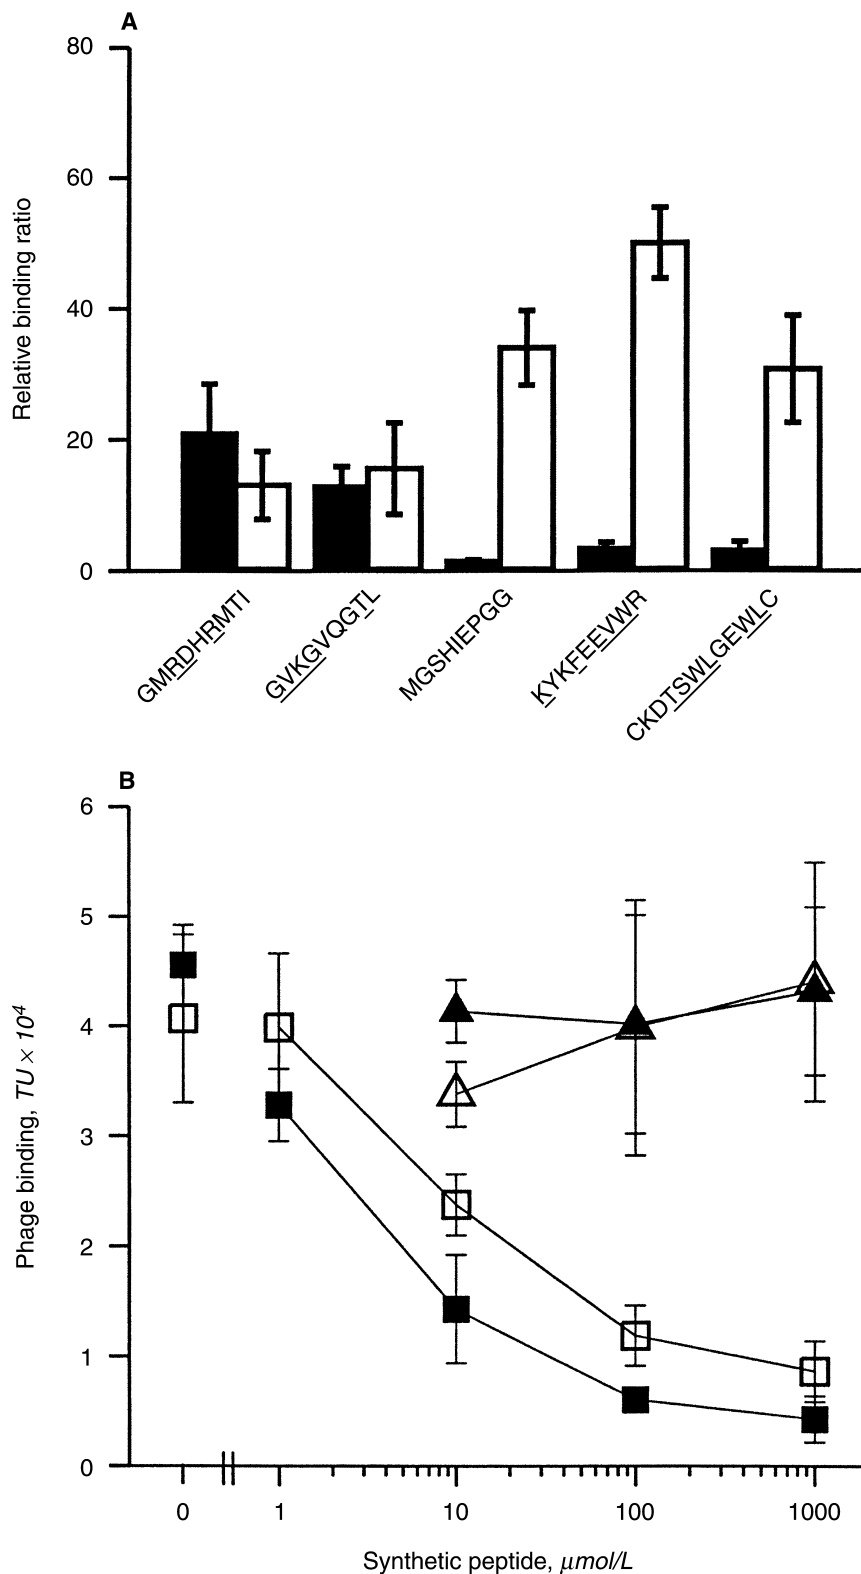 A
80
60
40
20
0
Relative binding ratio
GMRDHRMTI
GVKGVQGTL
MGSHIEPGG
KYKFEEVWR
CKDTSWLGEWLC
B
6
5
4
3
2
1
0
Phage binding, TU × 10⁴
0 1 10 100 1000
Synthetic peptide, μmol/L